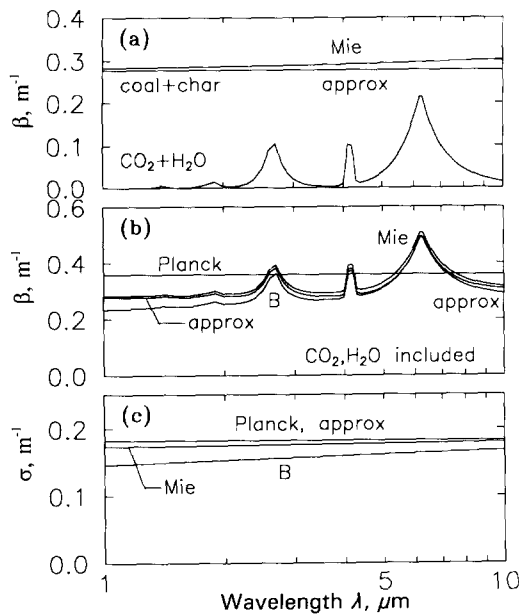 (a)
Mie
coal+char
approx
CO₂+H₂O
β, m⁻¹
0.4
0.3
0.2
0.1
0.0
(b)
Planck
Mie
B
approx
approx
CO₂,H₂O included
β, m⁻¹
0.6
0.4
0.2
0.0
(c)
Planck, approx
Mie
B
σ, m⁻¹
0.2
0.1
0.0
1
5
10
Wavelength λ, μm